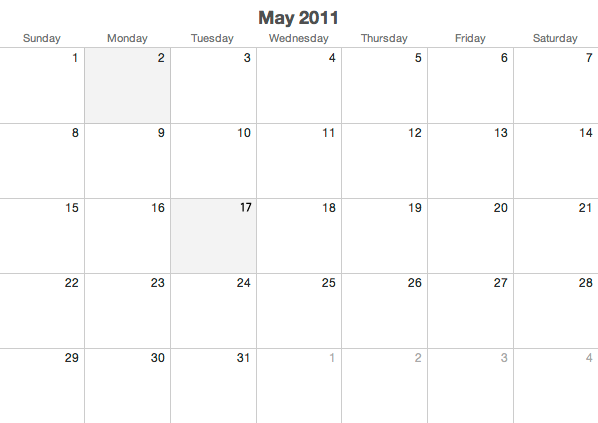 May 2011
Sunday Monday Tuesday Wednesday Thursday Friday Saturday
1 2 3 4 5 6 7
8 9 10 11 12 13 14
15 16 17 18 19 20 21
22 23 24 25 26 27 28
29 30 31 1 2 3 4